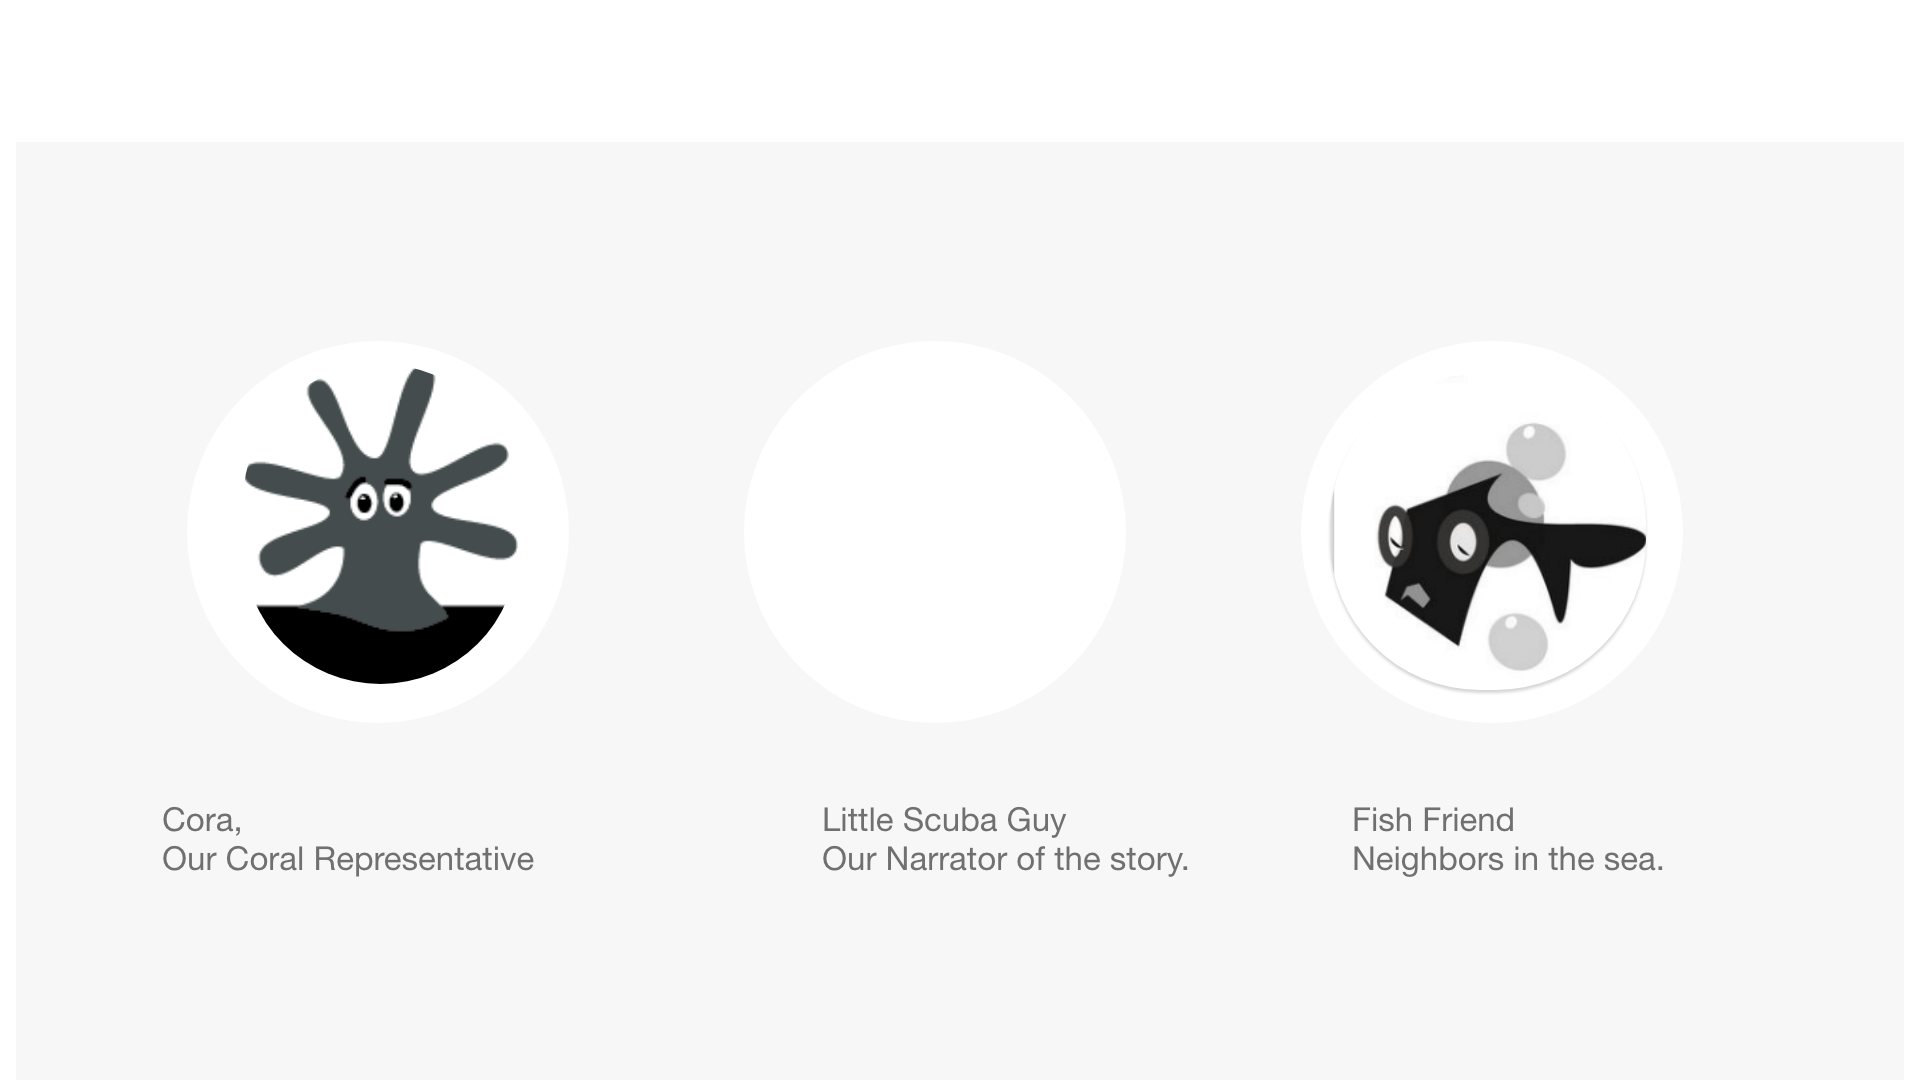 Cora,
Our Coral Representative
Little Scuba Guy
Our Narrator of the story.
Fish Friend
Neighbors in the sea.